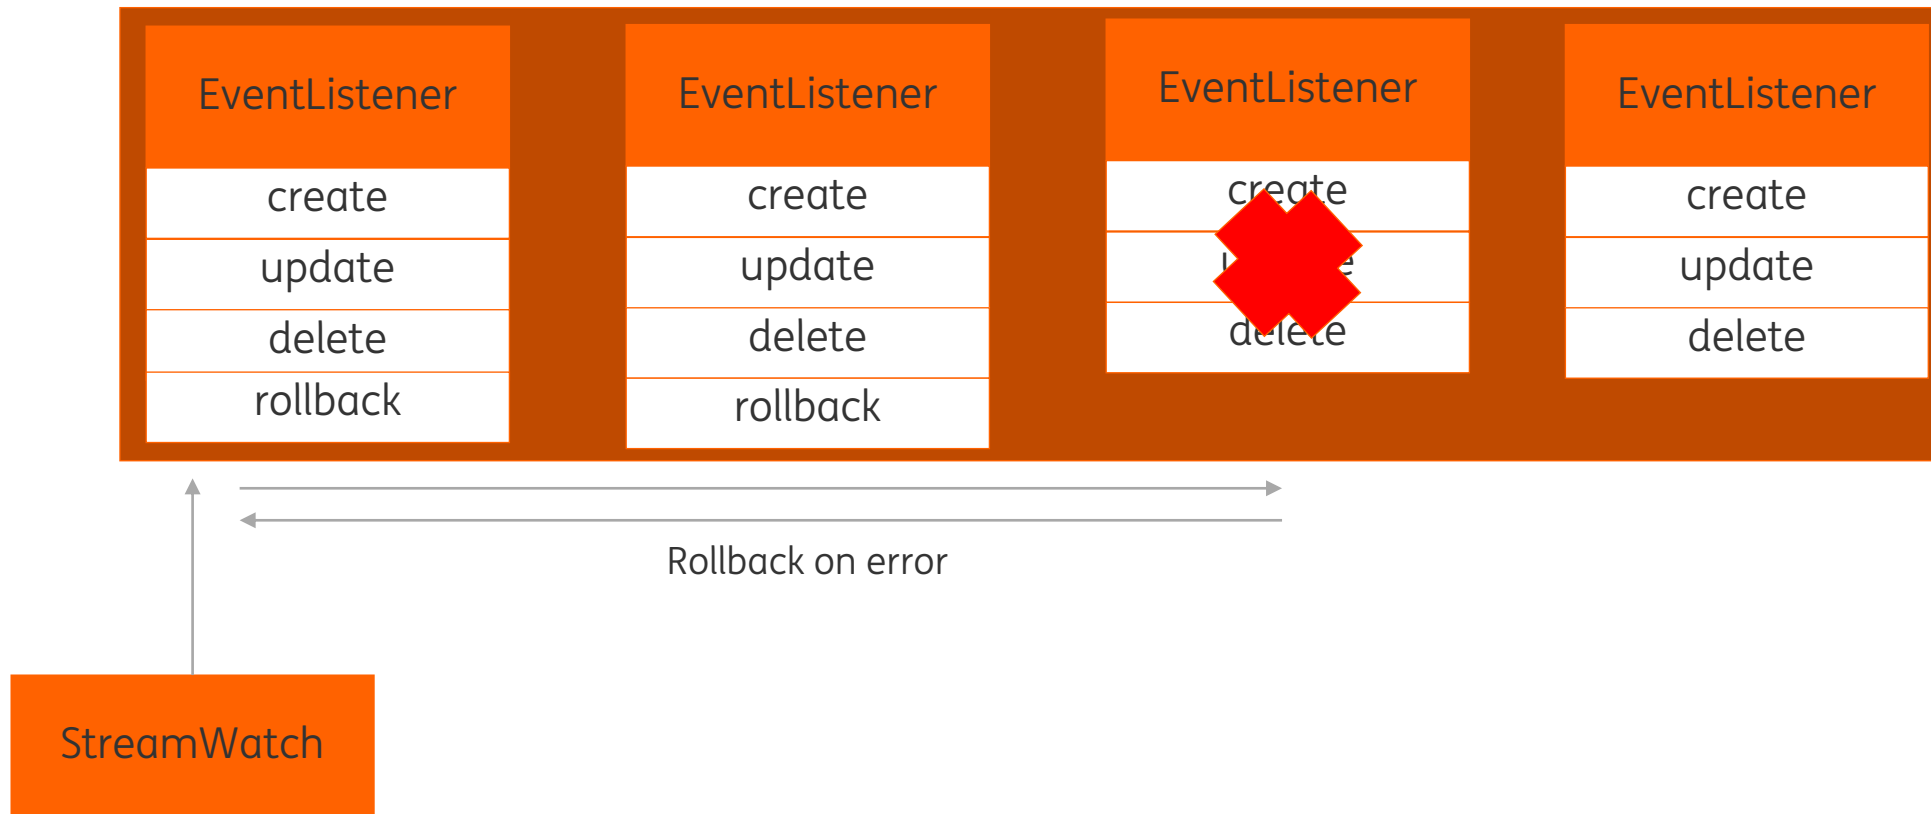 EventListener
create
update
delete
rollback
EventListener
create
update
delete
rollback
EventListener
create
delete
EventListener
create
update
delete
Rollback on error
StreamWatch